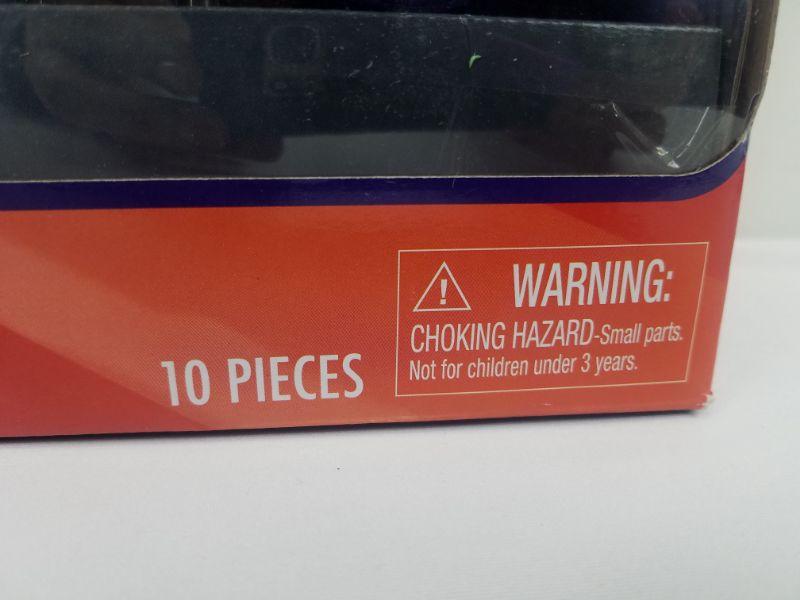 10 PIECES
WARNING:
CHOKING HAZARD-Small parts.
Not for children under 3 years.